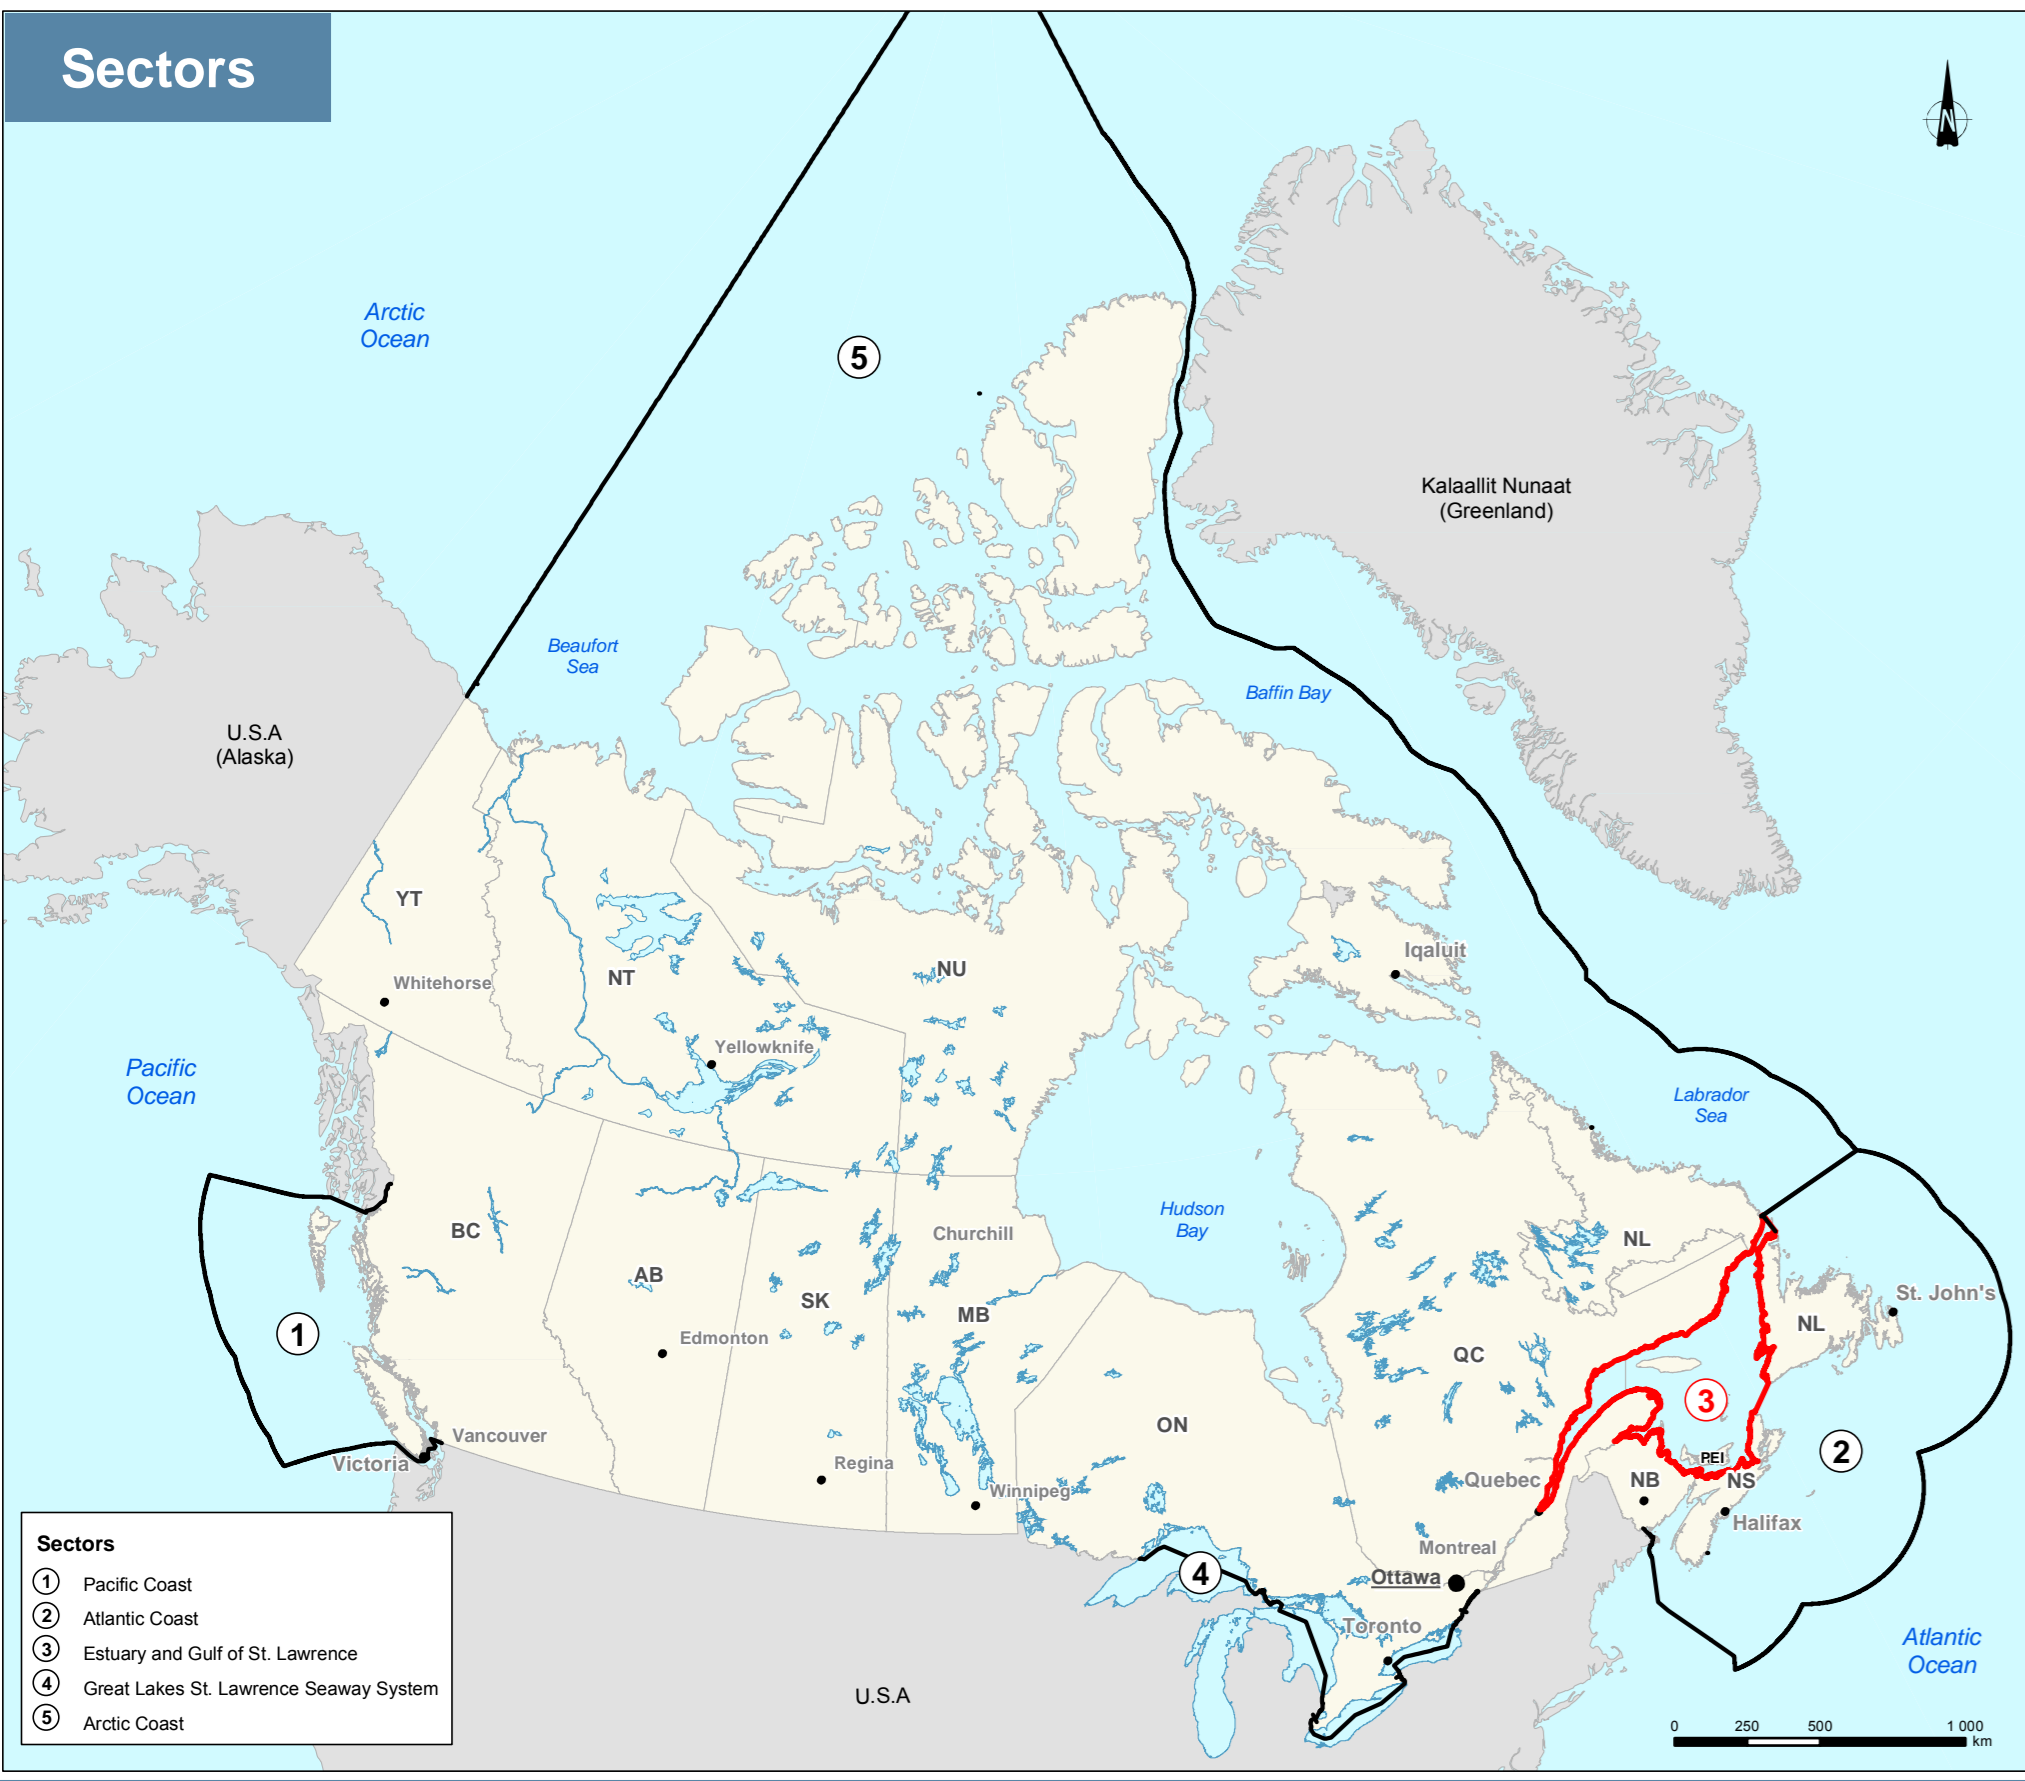 Sectors
N
Arctic
Ocean
5
Kalaallit Nunaat
(Greenland)
Beaufort
Sea
Baffin Bay
U.S.A
(Alaska)
YT
Iqaluit
NT
NU
Whitehorse
Yellowknife
Pacific
Ocean
Labrador
Sea
Hudson
Bay
BC
Churchill
NL
AB
SK
MB
St. John's
1
Edmonton
NL
QC
3
ON
2
Vancouver
Victoria
Regina
PEI
Quebec
NB
NS
Winnipeg
Halifax
Montreal
4
Ottawa
Toronto
Atlantic
Ocean
U.S.A
Sectors
1 Pacific Coast
2 Atlantic Coast
3 Estuary and Gulf of St. Lawrence
4 Great Lakes St. Lawrence Seaway System
5 Arctic Coast
0 250 500 1 000
km